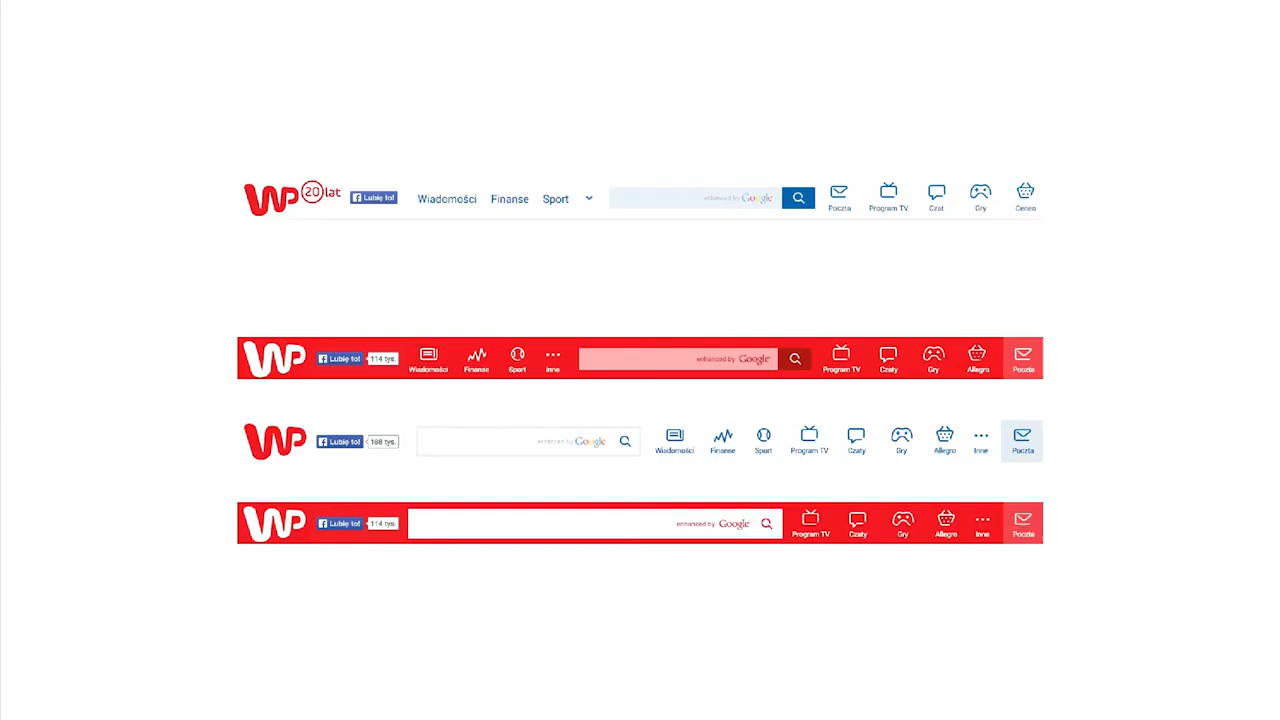 WP 20 lat Lubię to! Wiadomości Finanse Sport enhanced by Google Poczta Program TV Czat Gry Ceneo
WP Lubię to! 114 tys. Wiadomości Finanse Sport Inne enhanced by Google Program TV Czaty Gry Allegro Poczta
WP Lubię to! 168 tys. enhanced by Google Wiadomości Finanse Sport Program TV Czaty Gry Allegro Inne Poczta
WP Lubię to! 114 tys. enhanced by Google Program TV Czaty Gry Allegro Inne Poczta